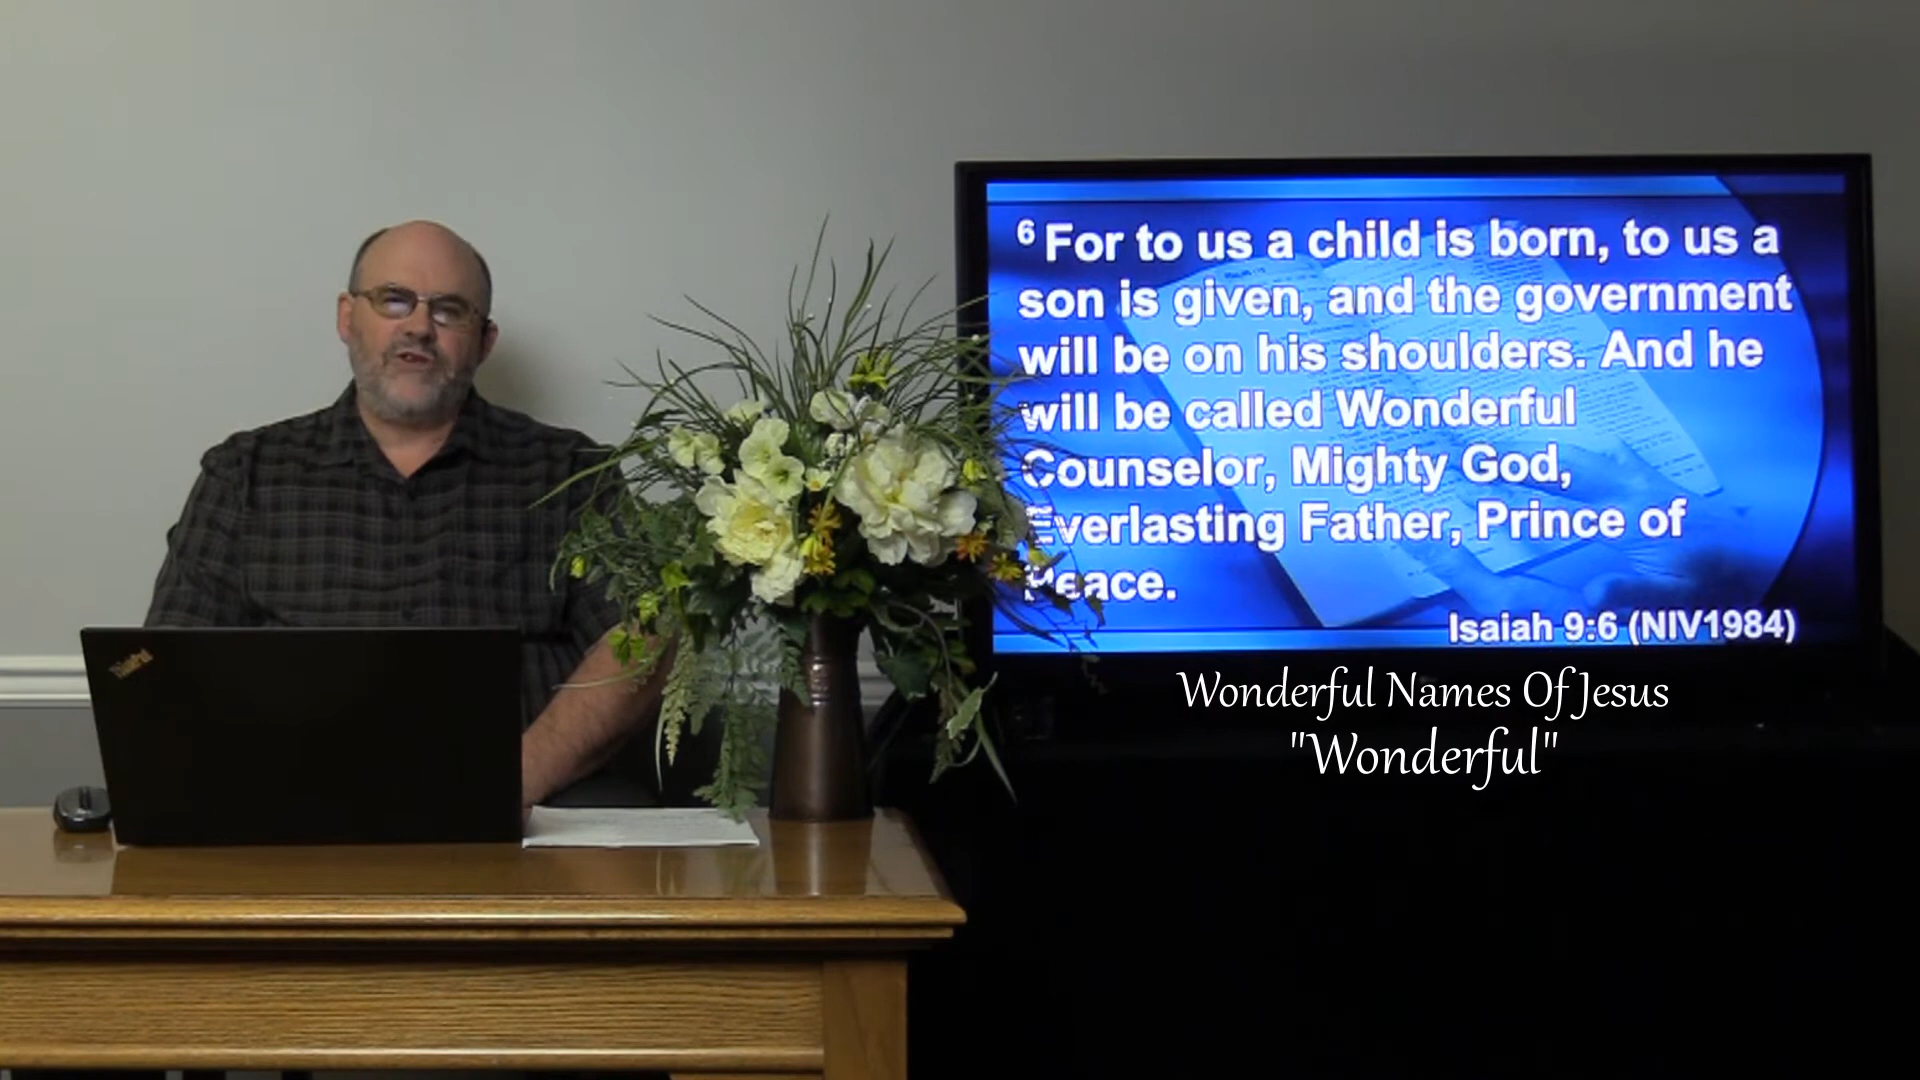 6 For to us a child is born, to us a
son is given, and the government
will be on his shoulders. And he
will be called Wonderful
Counselor, Mighty God,
Everlasting Father, Prince of
Peace.
Isaiah 9:6 (NIV1984)
Wonderful Names Of Jesus
"Wonderful"
ThinkPad